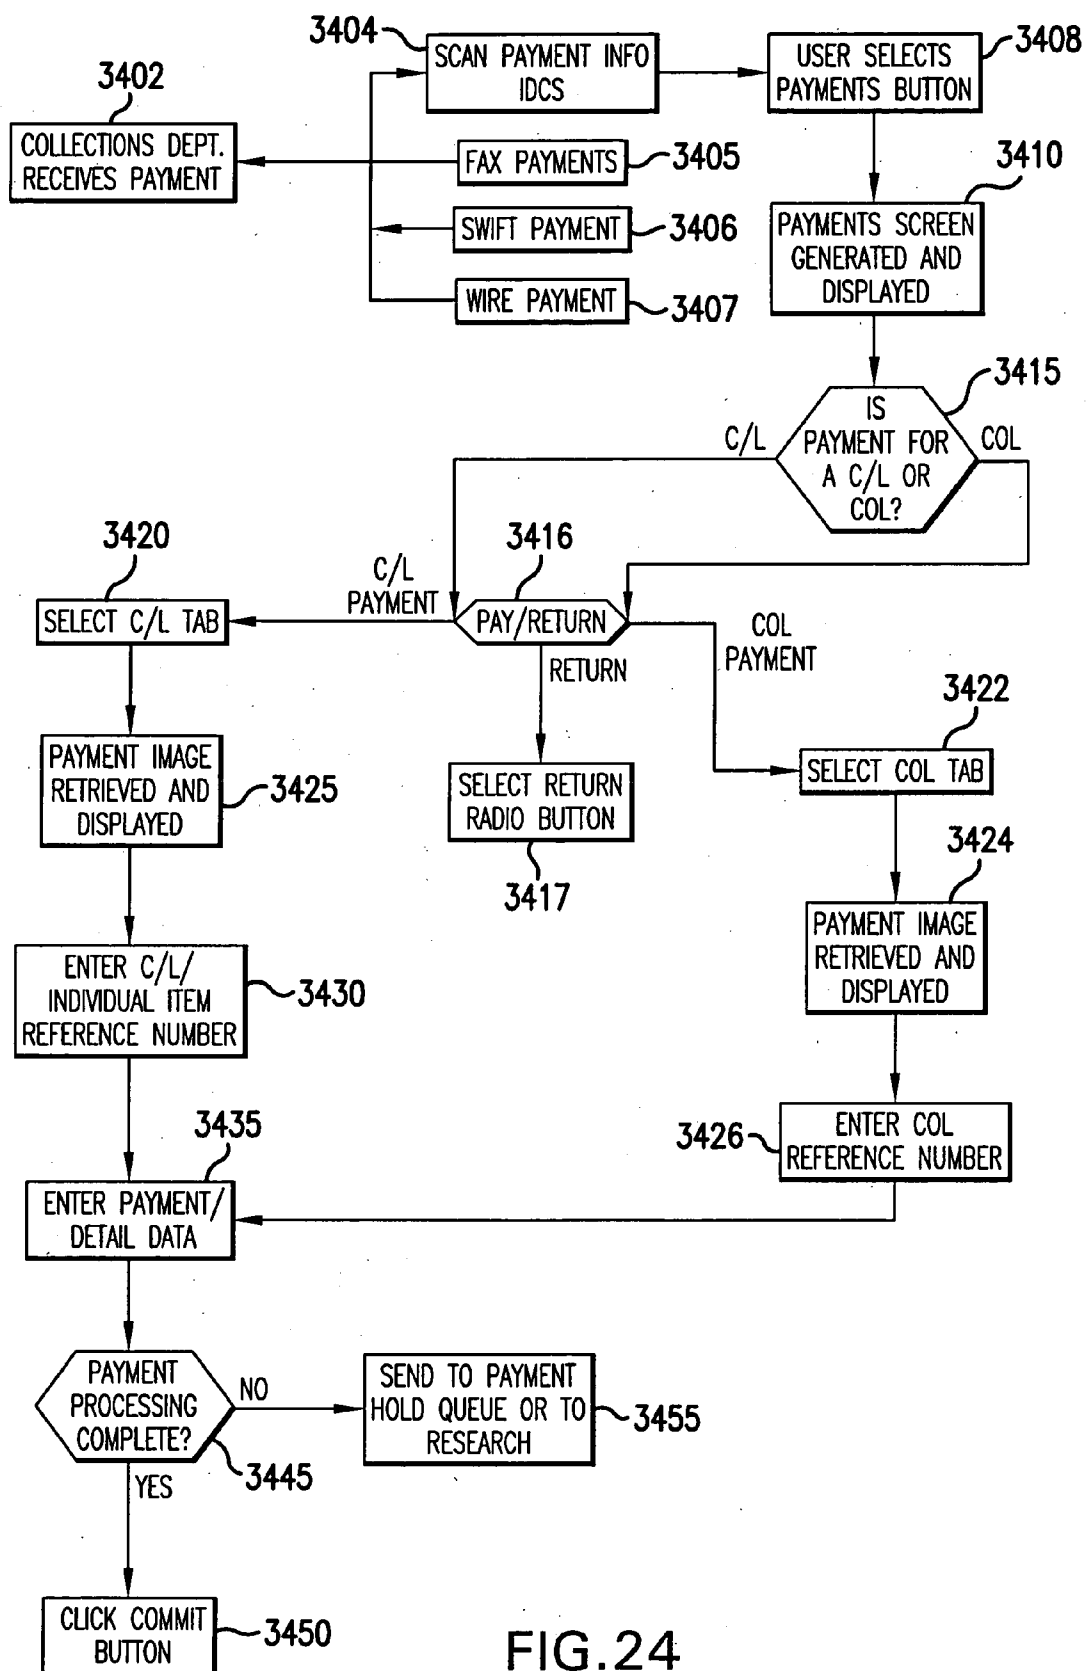 3404
SCAN PAYMENT INFO
IDCS
USER SELECTS
PAYMENTS BUTTON
3408
3402
COLLECTIONS DEPT.
RECEIVES PAYMENT
FAX PAYMENTS
3405
SWIFT PAYMENT
3406
WIRE PAYMENT
3407
3410
PAYMENTS SCREEN
GENERATED AND
DISPLAYED
3415
IS
PAYMENT FOR
A C/L OR
COL?
C/L
COL
3420
SELECT C/L TAB
C/L
PAYMENT
3416
PAY/RETURN
RETURN
COL
PAYMENT
3422
SELECT COL TAB
PAYMENT IMAGE
RETRIEVED AND
DISPLAYED
3425
SELECT RETURN
RADIO BUTTON
3417
3424
PAYMENT IMAGE
RETRIEVED AND
DISPLAYED
ENTER C/L/
INDIVIDUAL ITEM
REFERENCE NUMBER
3430
3426
ENTER COL
REFERENCE NUMBER
3435
ENTER PAYMENT/
DETAIL DATA
PAYMENT
PROCESSING
COMPLETE?
3445
NO
YES
SEND TO PAYMENT
HOLD QUEUE OR TO
RESEARCH
3455
CLICK COMMIT
BUTTON
3450
FIG.24